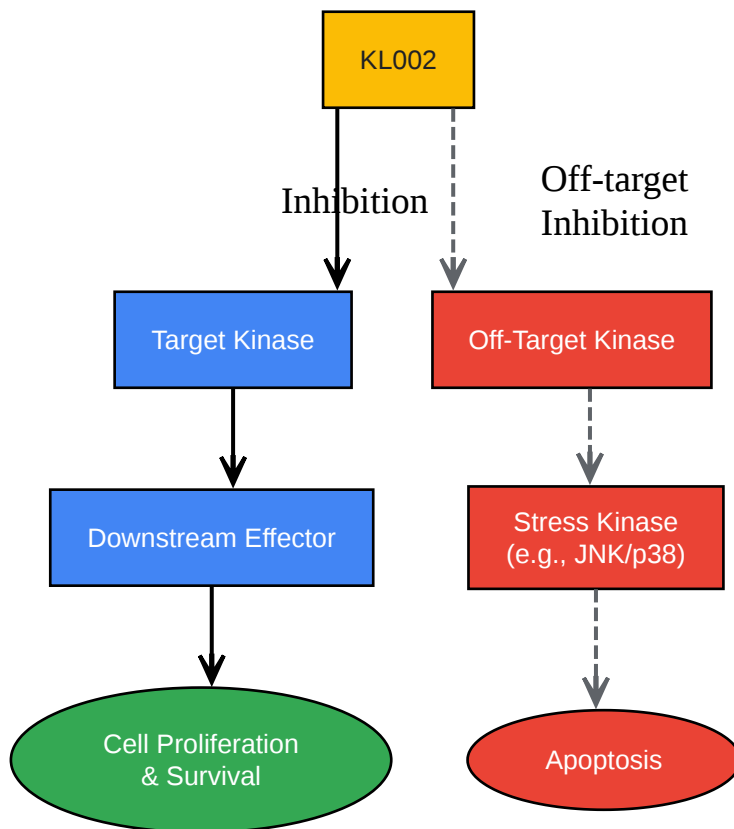 KL002
Inhibition
Off-target
Inhibition
Target Kinase
Off-Target Kinase
Downstream Effector
Stress Kinase
(e.g., JNK/p38)
Cell Proliferation
& Survival
Apoptosis